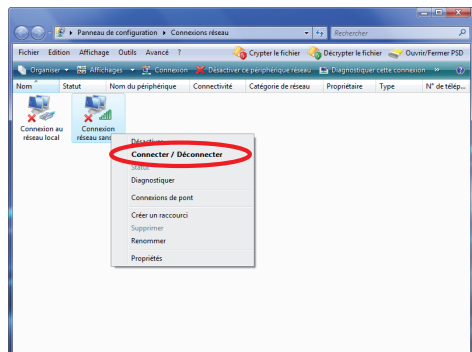 Panneau de configuration ▸ Connexions réseau
Rechercher
Fichier Edition Affichage Outils Avancé ? Crypter le fichier Décrypter le fichier Ouvrir/Fermer PSD
Organiser Affichages Connexion Désactiver ce périphérique réseau Diagnostiquer cette connexion »
Nom Statut Nom du périphérique Connectivité Catégorie de réseau Propriétaire Type N° de télép...
Connexion au réseau local
Connexion réseau sans
Désactiver
Connecter / Déconnecter
Statut
Diagnostiquer
Connexions de pont
Créer un raccourci
Supprimer
Renommer
Propriétés